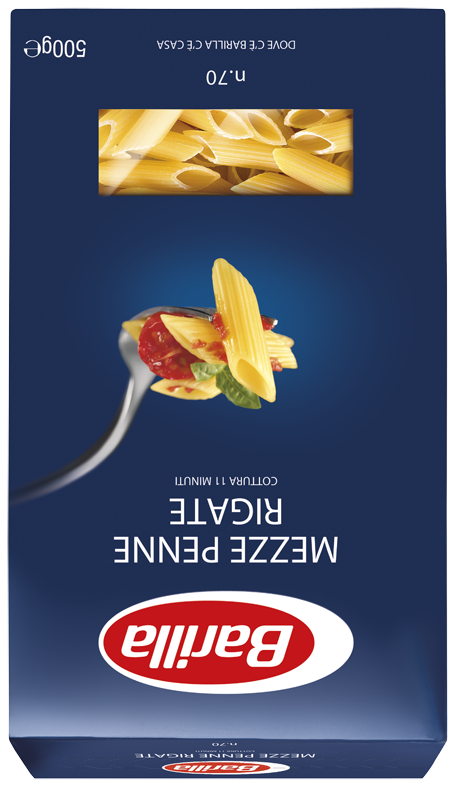 Barilla
MEZZE PENNE RIGATE
COTTURA 11 MINUTI
n.70
Barilla
MEZZE PENNE
RIGATE
COTTURA 11 MINUTI
n.70
DOVE C'É BARILLA C'É CASA
500g℮